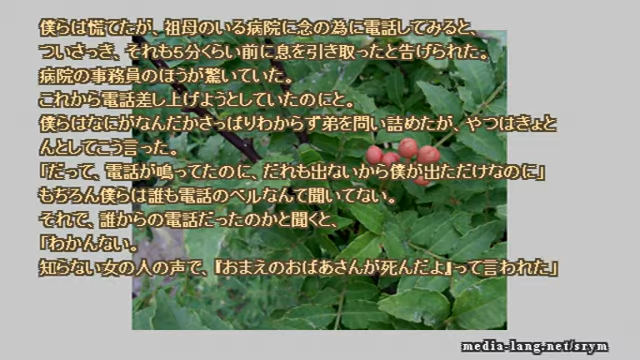 僕らは慌てたが、祖母のいる病院に念の為に電話してみると、
ついさっき、それも5分くらい前に息を引き取ったと告げられた。
病院の事務員のほうが驚いていた。
これから電話差し上げようとしていたのにと。
僕らはなにがなんだかさっぱりわからず弟を問い詰めたが、やつはきょと
んとしてこう言った。
「だって、電話が鳴ってたのに、だれも出ないから僕が出ただけなのに」
もちろん僕らは誰も電話のベルなんて聞いてない。
それで、誰からの電話だったのかと聞くと、
「わかんない。
知らない女の人の声で、『おまえのおばあさんが死んだよ』って言われた」
media-lang.net/srym